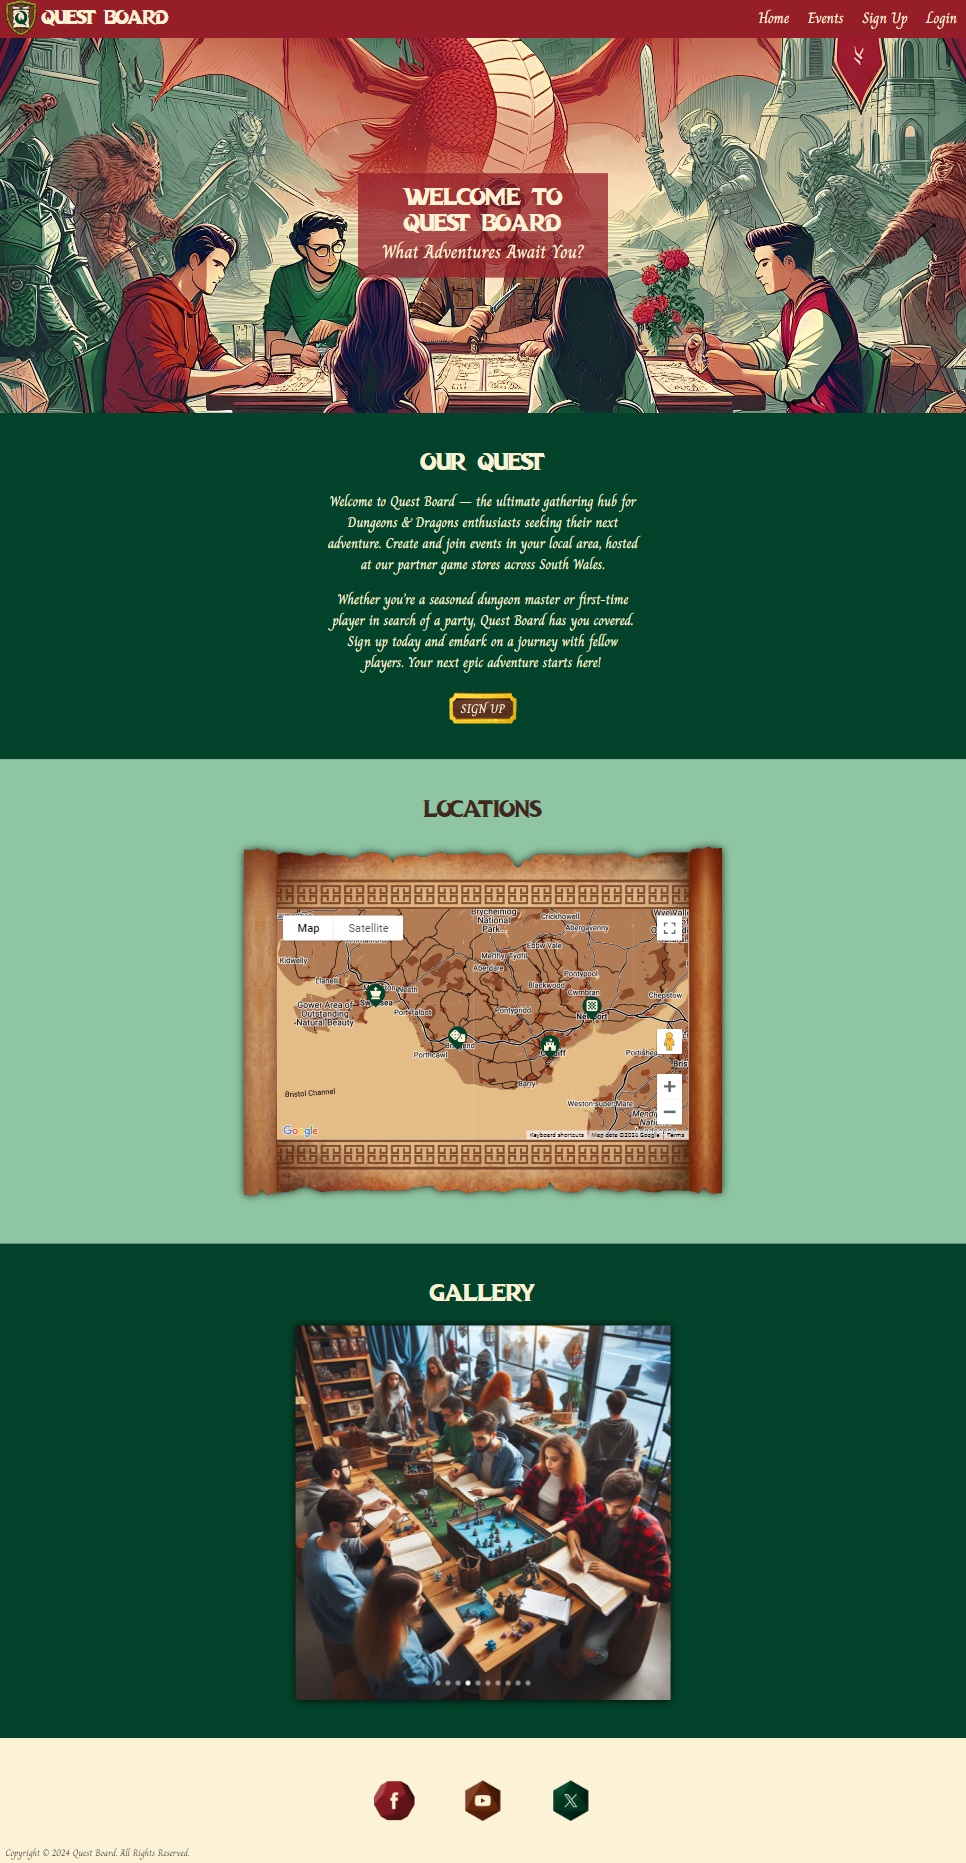 QUEST BOARD
Home Events Sign Up Login
WELCOME TO
QUEST BOARD
What Adventures Await You?
OUR QUEST
Welcome to Quest Board — the ultimate gathering hub for
Dungeons & Dragons enthusiasts seeking their next
adventure. Create and join events in your local area, hosted
at our partner game stores across South Wales.
Whether you're a seasoned dungeon master or first-time
player in search of a party, Quest Board has you covered.
Sign up today and embark on a journey with fellow
players. Your next epic adventure starts here!
SIGN UP
LOCATIONS
Map Satellite
Brycheiniog
National
Park
Crickhowell
Abergavenny
Ebbw Vale
Merthyr Tydfil
Aberdare
Kidwelly
Llanelli
Neath
Pontypool
Blackwood
Cwmbran
Chepstow
Gower Area of
Outstanding
Natural Beauty
Port Talbot
Pontypridd
Porthcawl
Barry
Bristol Channel
Weston-super-Mare
Google
Keyboard shortcuts Map data ©2024 Google Terms
GALLERY
Copyright © 2024 Quest Board. All Rights Reserved.